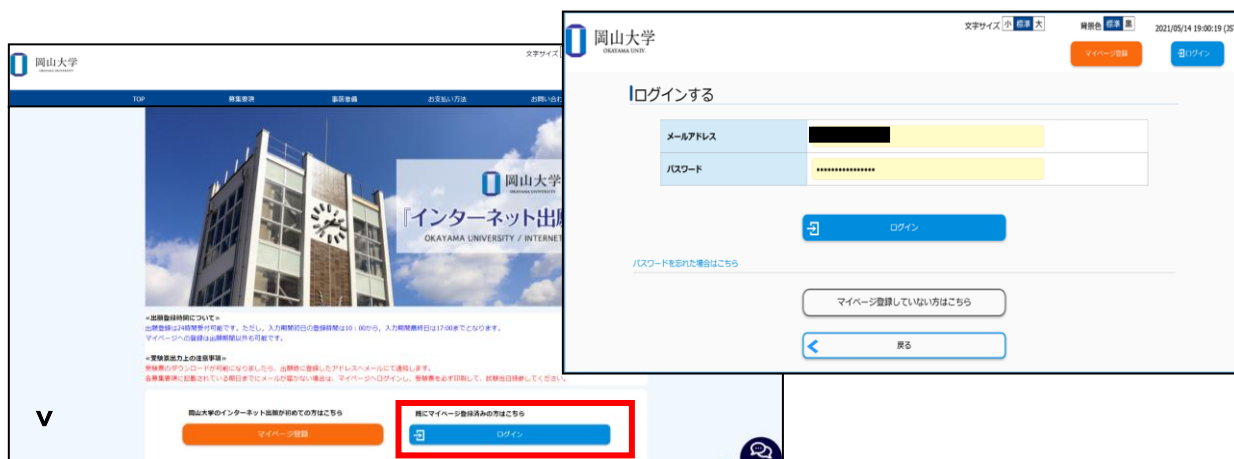 岡山大学
OKAYAMA UNIVERSITY
文字サイズ
TOP
募集要項
事前準備
お支払い方法
お問い合わ
岡山大学
OKAYAMA UNIVERSITY
『インターネット出願
OKAYAMA UNIVERSITY / INTERNET
=出願登録時間について=
出願登録は24時間受付可能です。ただし、入力期間初日の登録時間は10：00から、入力期間最終日は17:00までとなります。
マイページへの登録は出願期間以外も可能です。
=受験票出力上の注意事項=
受験票のダウンロードが可能になりましたら、出願時に登録したアドレスへメールにて通知します。
各募集要項に記載されている期日までにメールが届かない場合は、マイページへログインし、受験票を必ず印刷して、試験当日持参してください。
岡山大学のインターネット出願が初めての方はこちら
マイページ登録
既にマイページ登録済みの方はこちら
ログイン
v
岡山大学
OKAYAMA UNIV.
文字サイズ 小 標準 大
背景色 標準 黒
2021/05/14 19:00:19 (JS
マイページ登録
ログイン
ログインする
メールアドレス
パスワード
ログイン
パスワードを忘れた場合はこちら
マイページ登録していない方はこちら
戻る